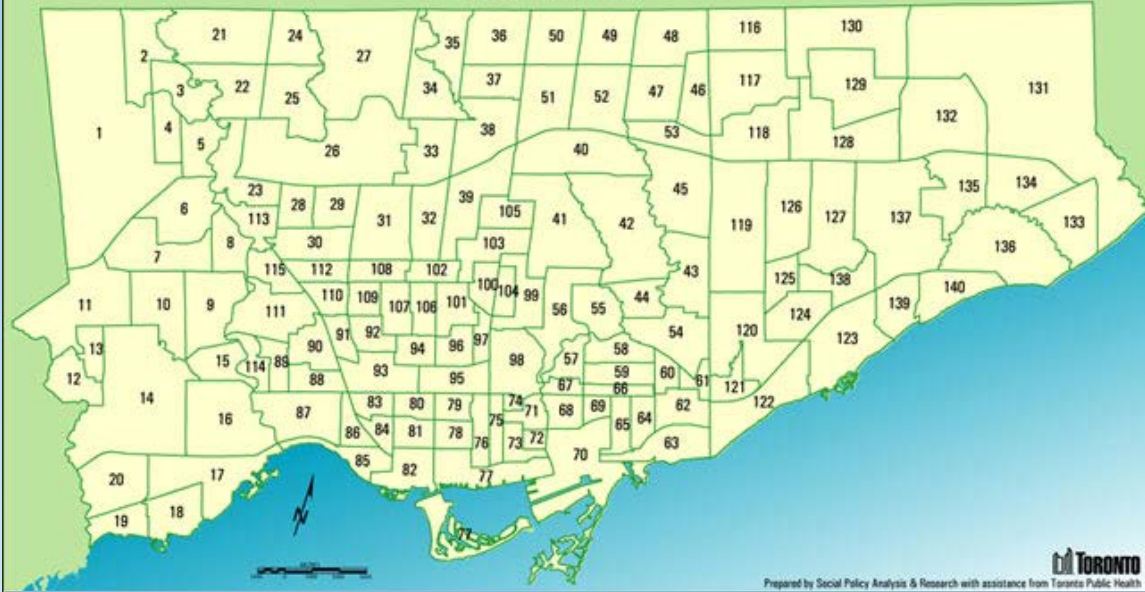 21 24 27 35 36 50 49 48 116 130
2 3 22 25 34 37 51 52 47 46 117 129 131
1 4 5 26 33 38 40 53 118 128 132
6 23 28 29 31 32 39 105 41 42 45 119 126 127 137 135 134
7 8 113 30 103 43 136 133
115 112 108 102 100 104 99 44 125 138 140
11 10 9 111 110 109 107 106 101 56 55 54 120 124 139
13 15 90 91 92 94 96 97 98 57 58 123
12 14 114 89 88 93 95 67 59 66 60 61 121 122
16 87 83 80 79 74 71 68 69 65 64 62
86 84 81 78 76 75 73 72 70 63
20 17 85 82 77
19 18 77
TORONTO
Prepared by Social Policy Analysis & Research with assistance from Toronto Public Health